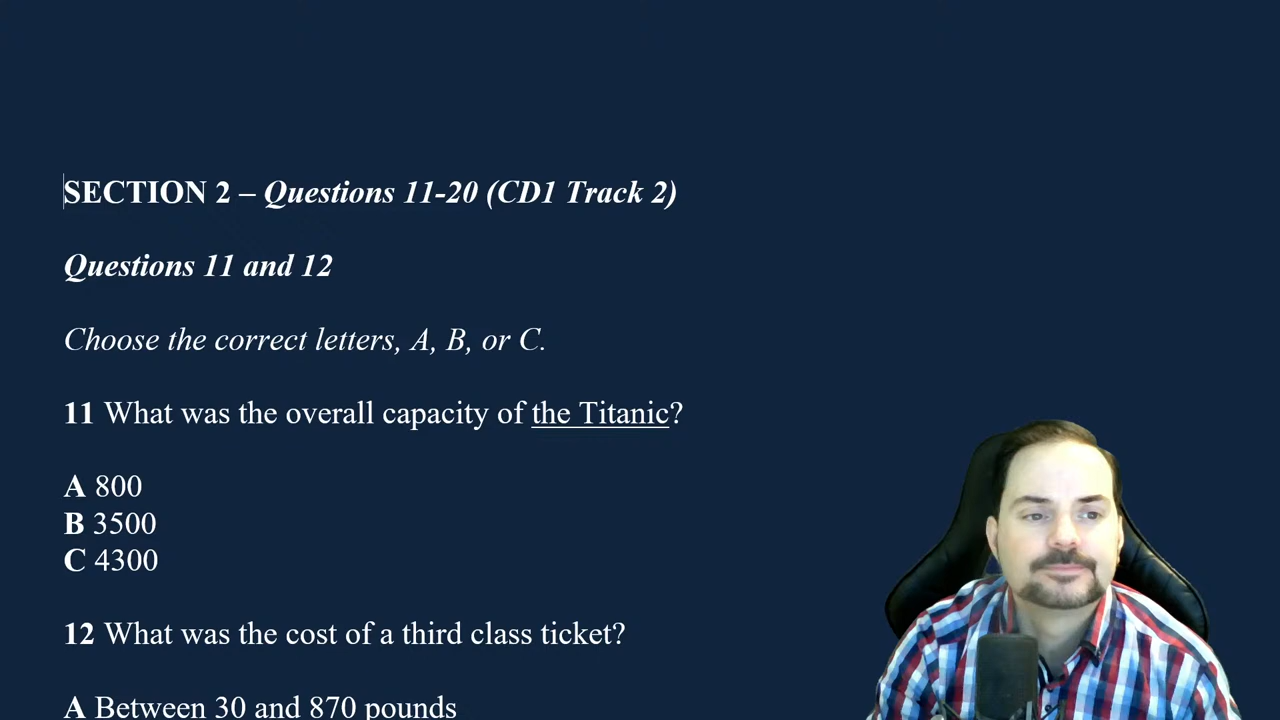 SECTION 2 – Questions 11-20 (CD1 Track 2)
Questions 11 and 12
Choose the correct letters, A, B, or C.
11 What was the overall capacity of the Titanic?
A 800
B 3500
C 4300
12 What was the cost of a third class ticket?
A Between 30 and 870 pounds